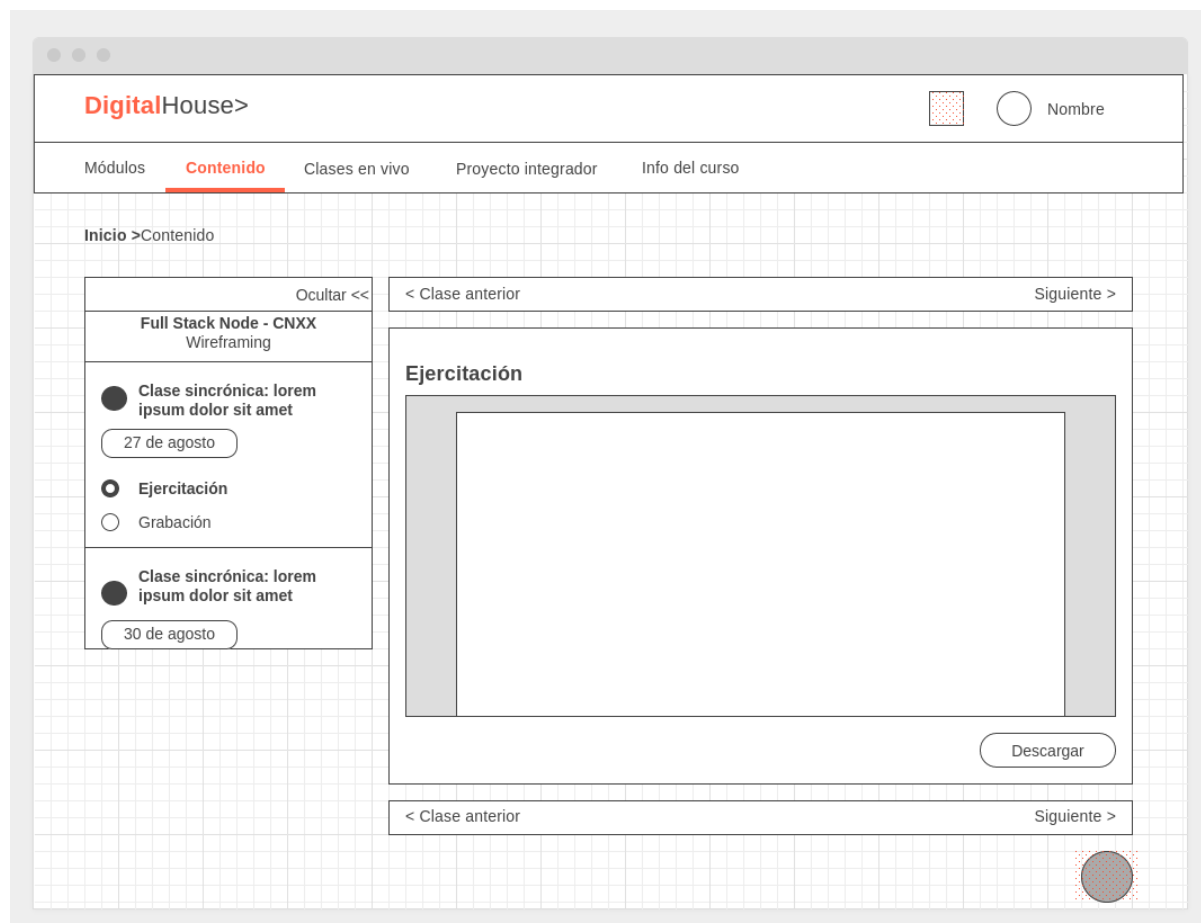 DigitalHouse>
Nombre
Módulos Contenido Clases en vivo Proyecto integrador Info del curso
Inicio >Contenido
Ocultar <<
Full Stack Node - CNXX
Wireframing
Clase sincrónica: lorem
ipsum dolor sit amet
27 de agosto
Ejercitación
Grabación
Clase sincrónica: lorem
ipsum dolor sit amet
30 de agosto
< Clase anterior Siguiente >
Ejercitación
Descargar
< Clase anterior Siguiente >